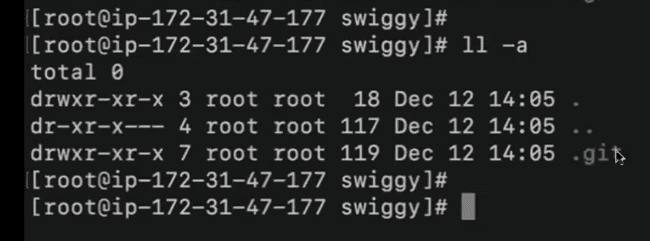 [root@ip-172-31-47-177 swiggy]#
[root@ip-172-31-47-177 swiggy]# ll -a
total 0
drwxr-xr-x 3 root root  18 Dec 12 14:05 .
dr-xr-x--- 4 root root 117 Dec 12 14:05 ..
drwxr-xr-x 7 root root 119 Dec 12 14:05 .git
[root@ip-172-31-47-177 swiggy]#
[root@ip-172-31-47-177 swiggy]#